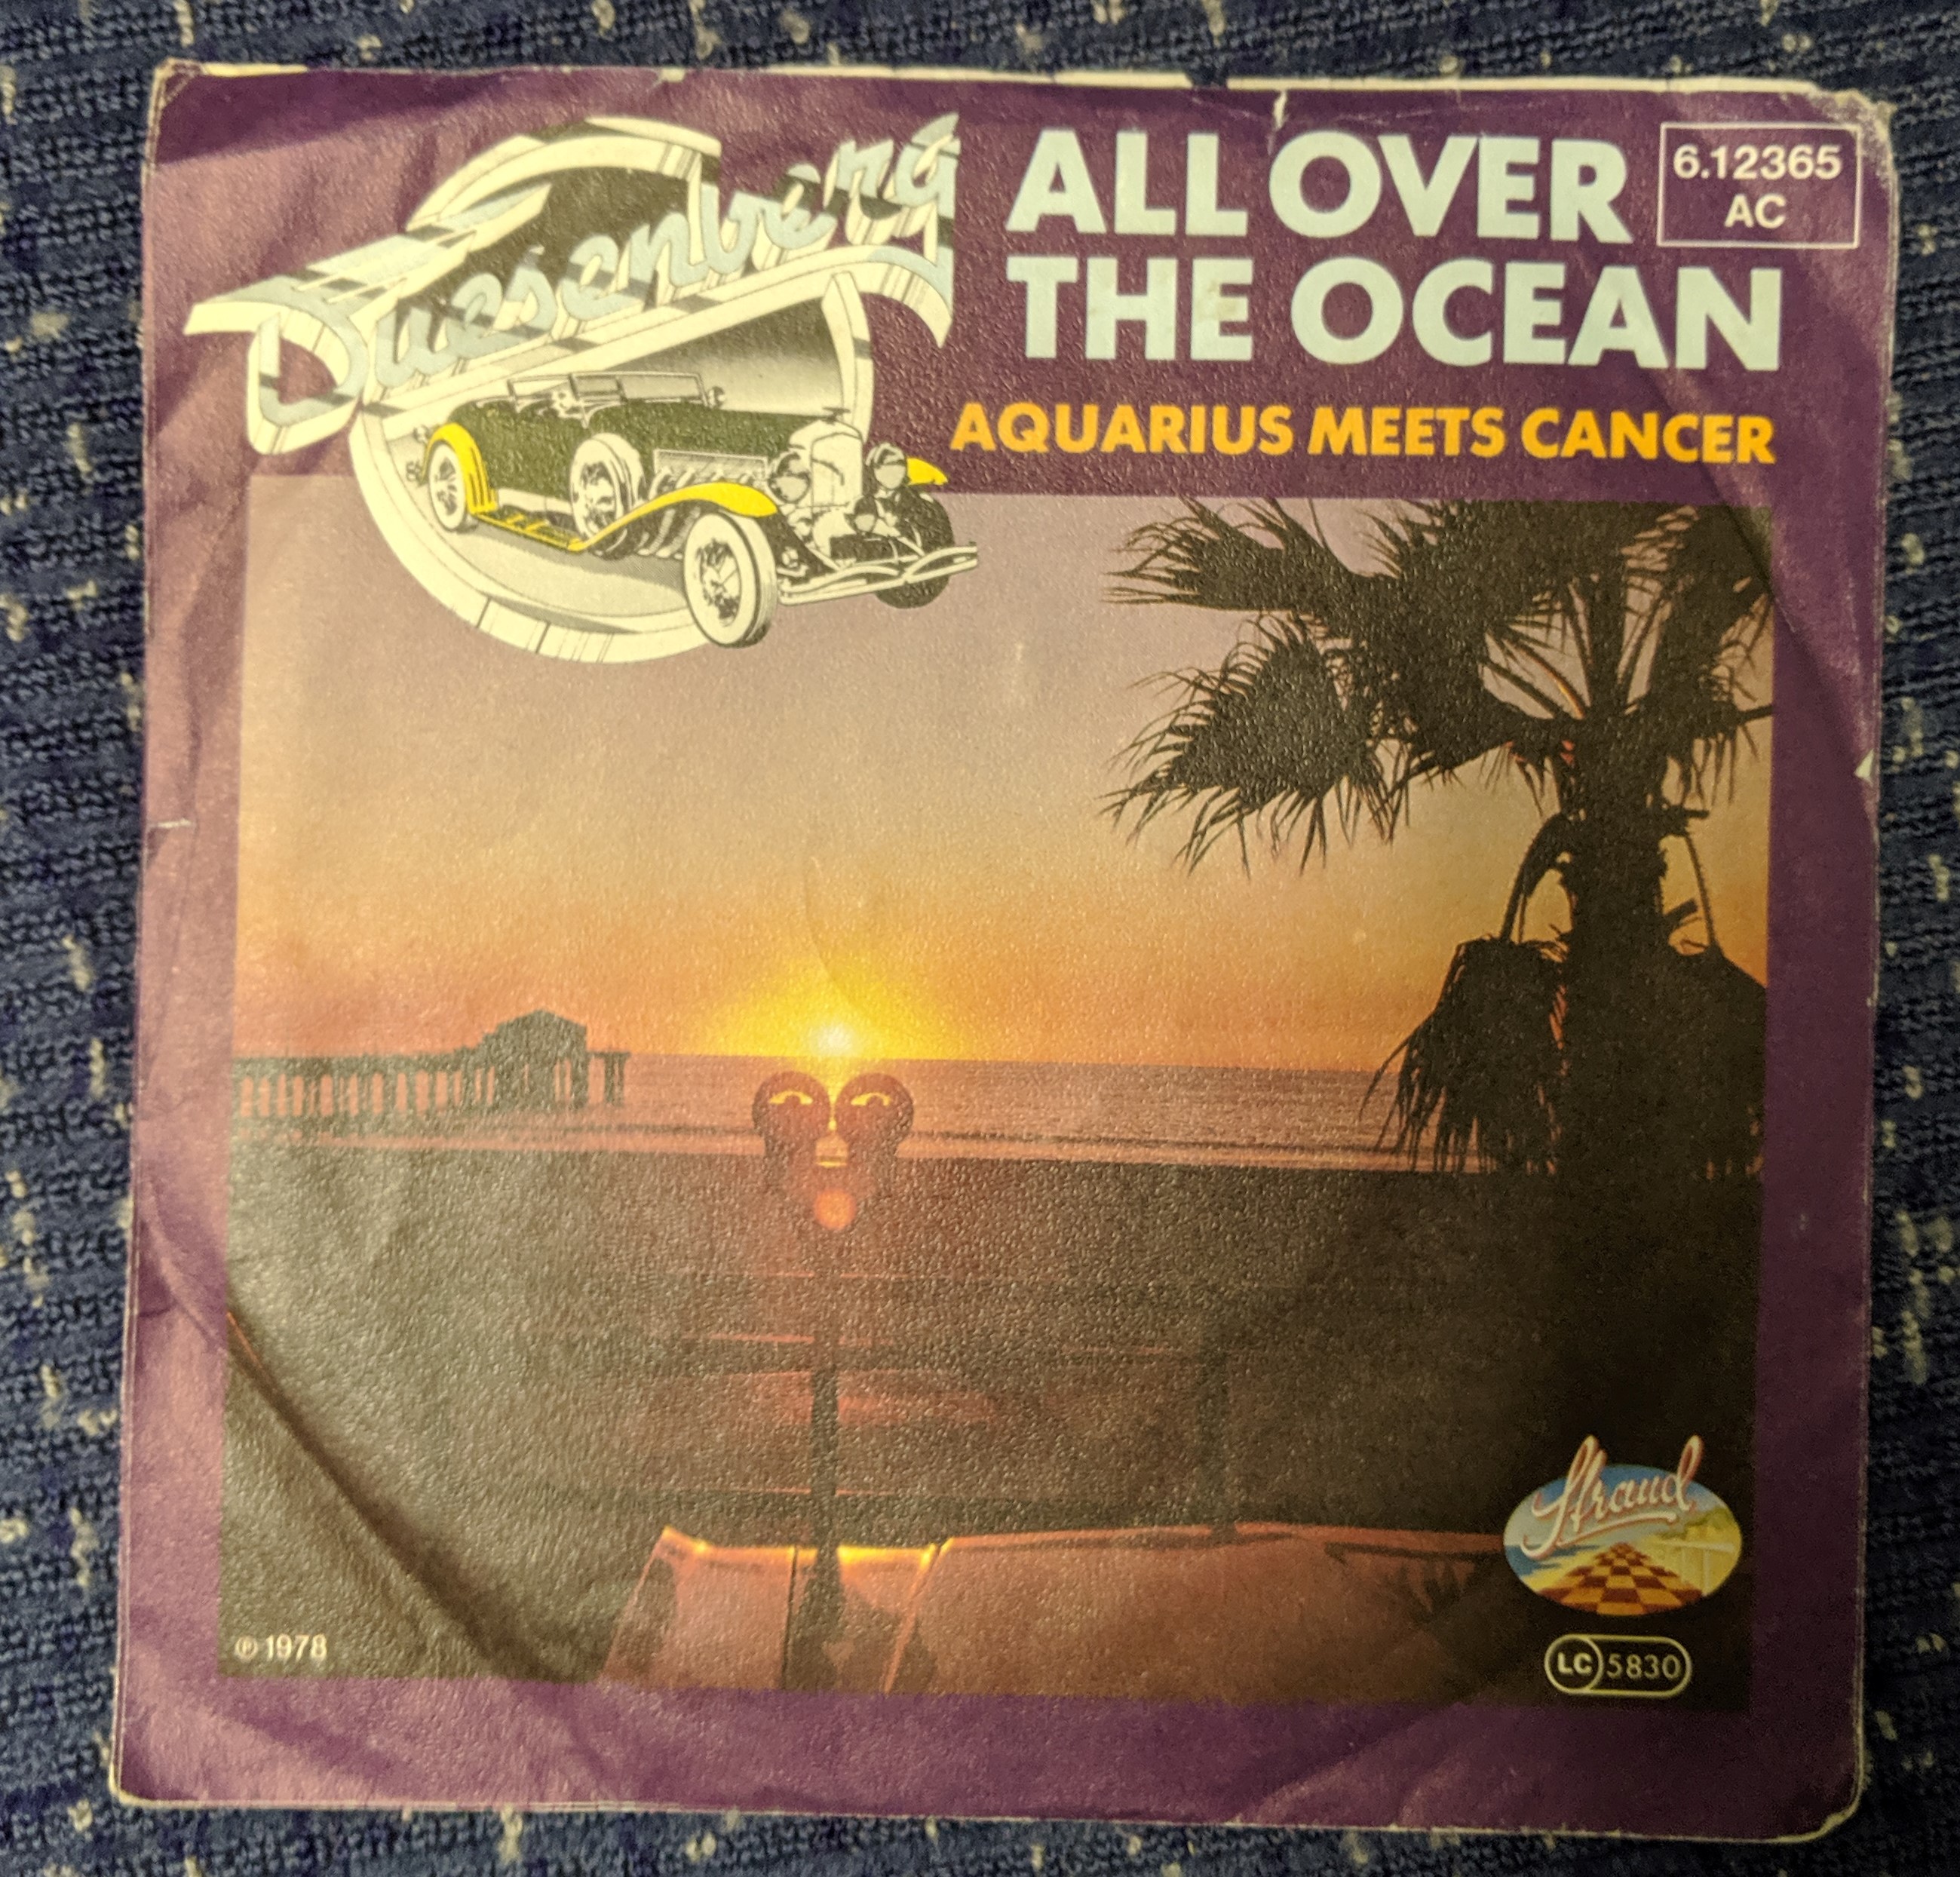 Duesenberg
ALL OVER
THE OCEAN
6.12365
AC
AQUARIUS MEETS CANCER
Strand
℗ 1978
LC 5830